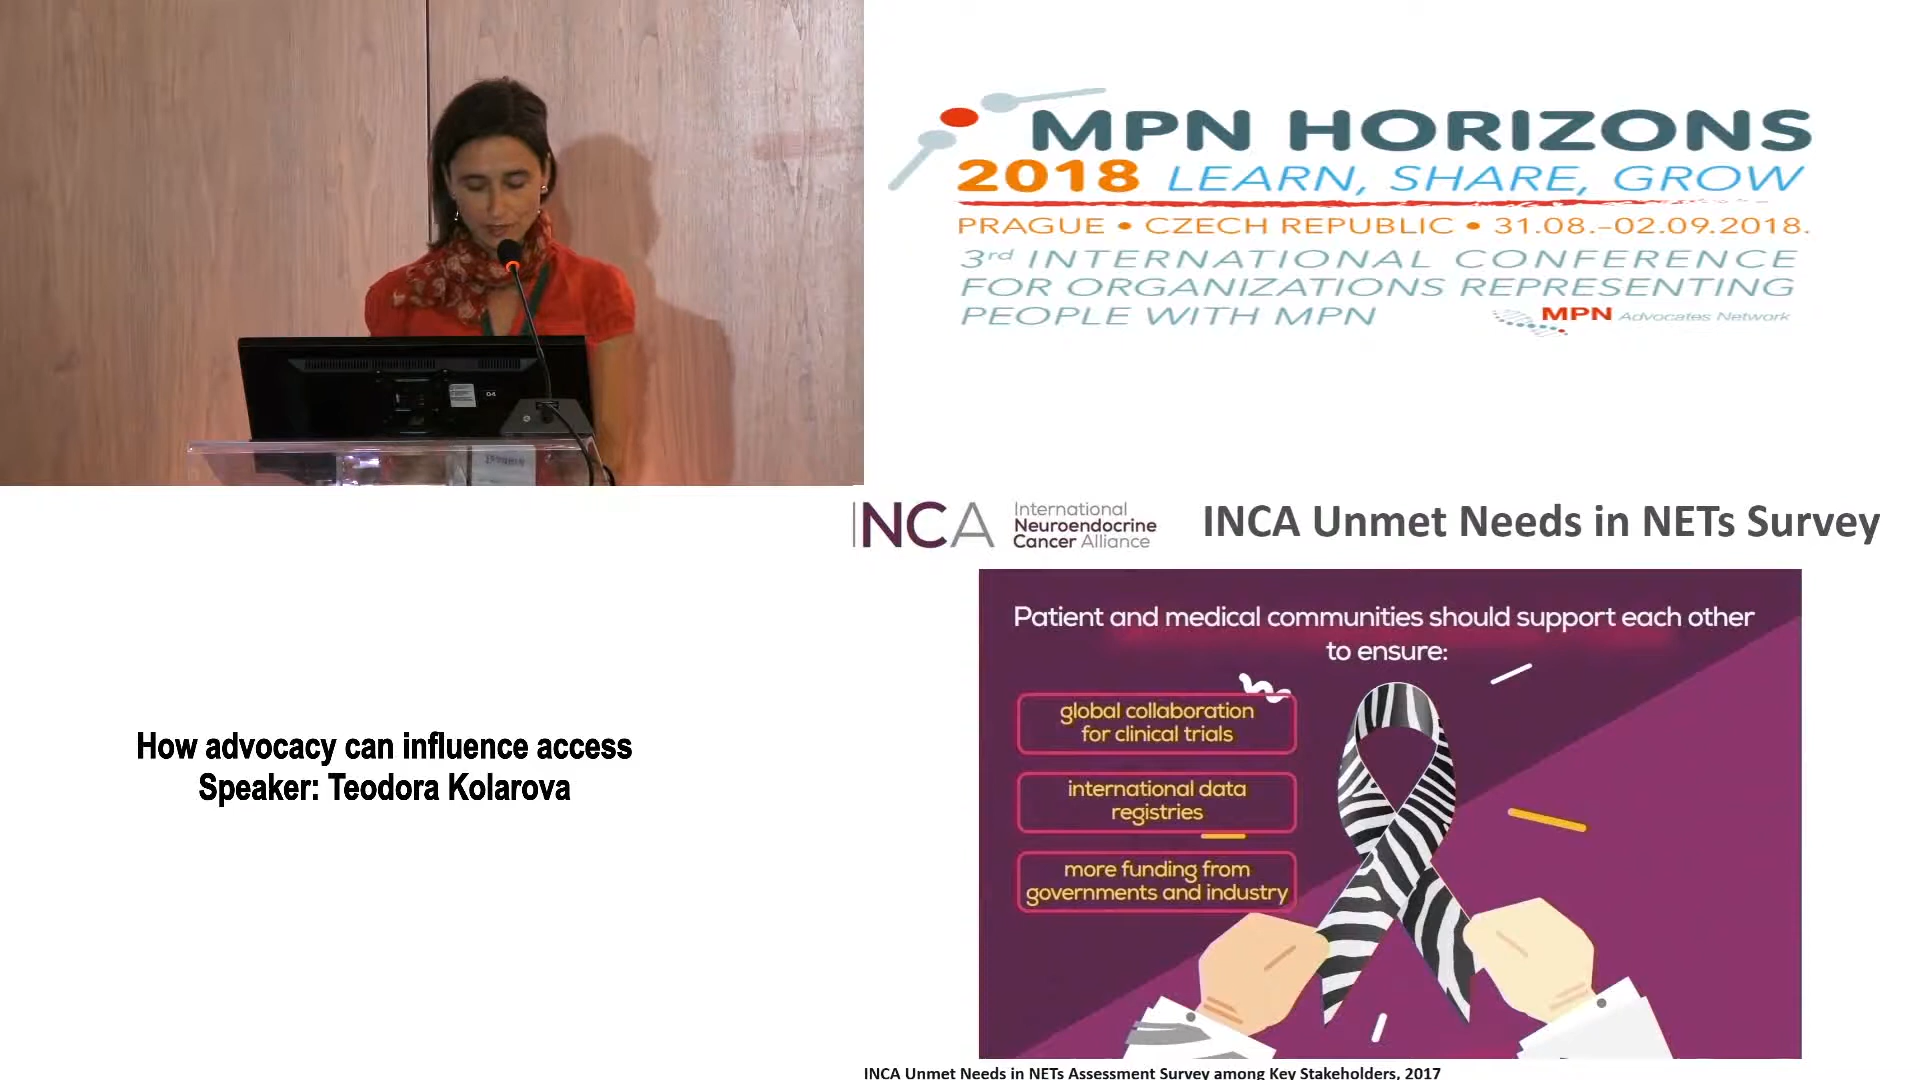 MPN HORIZONS
2018 LEARN, SHARE, GROW
PRAGUE • CZECH REPUBLIC • 31.08.-02.09.2018.
3rd INTERNATIONAL CONFERENCE
FOR ORGANIZATIONS REPRESENTING
PEOPLE WITH MPN
MPN Advocates Network
04
INCA
International
Neuroendocrine
Cancer Alliance
INCA Unmet Needs in NETs Survey
Patient and medical communities should support each other
to ensure:
global collaboration
for clinical trials
international data
registries
more funding from
governments and industry
How advocacy can influence access
Speaker: Teodora Kolarova
INCA Unmet Needs in NETs Assessment Survey among Key Stakeholders, 2017